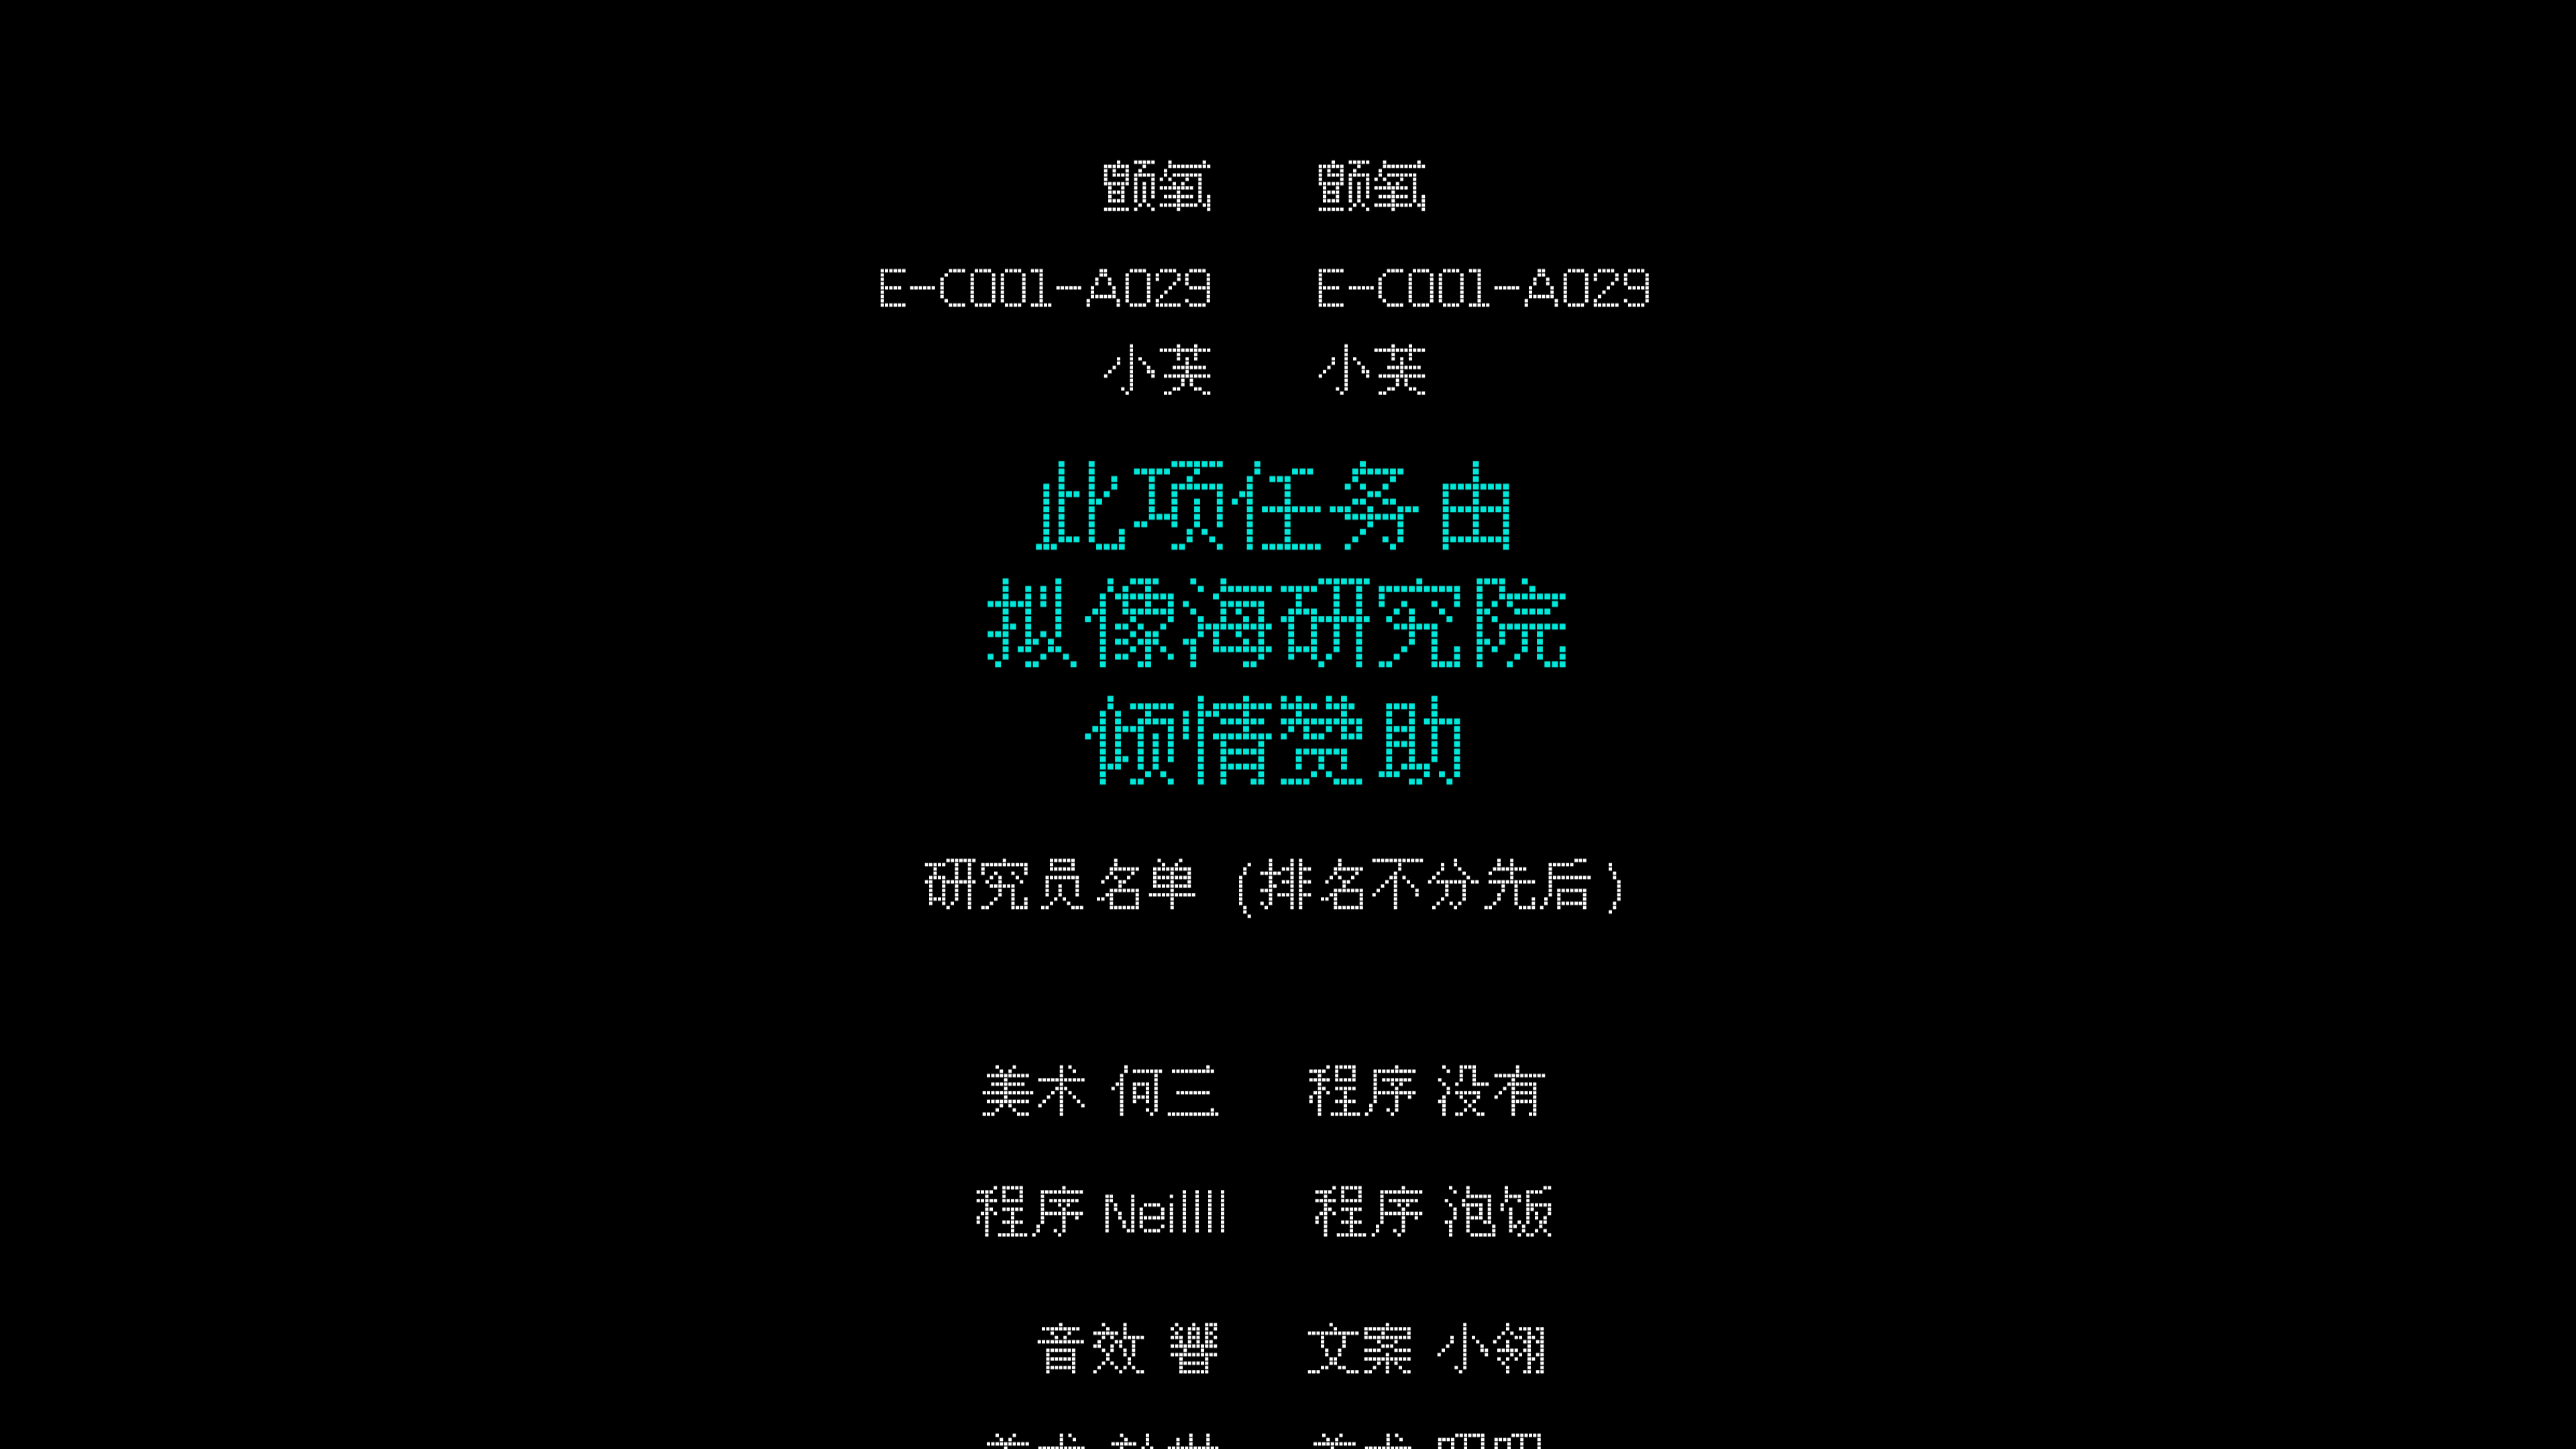 颤氧 颤氧
E-C001-A029 E-C001-A029
小芙 小芙
此项任务由
拟像海研究院
倾情赞助
研究员名单 (排名不分先后)
美术 何三 程序 没有
程序 Neillll 程序 泡饭
音效 文案 小翎